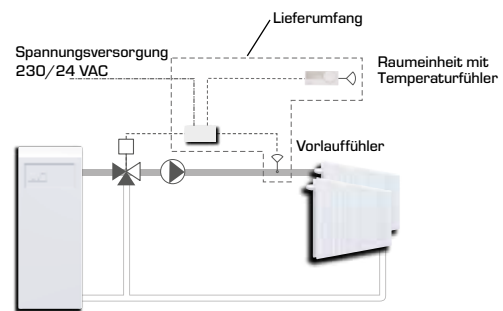 Lieferumfang
Spannungsversorgung
230/24 VAC
Raumeinheit mit
Temperaturfühler
Vorlauffühler